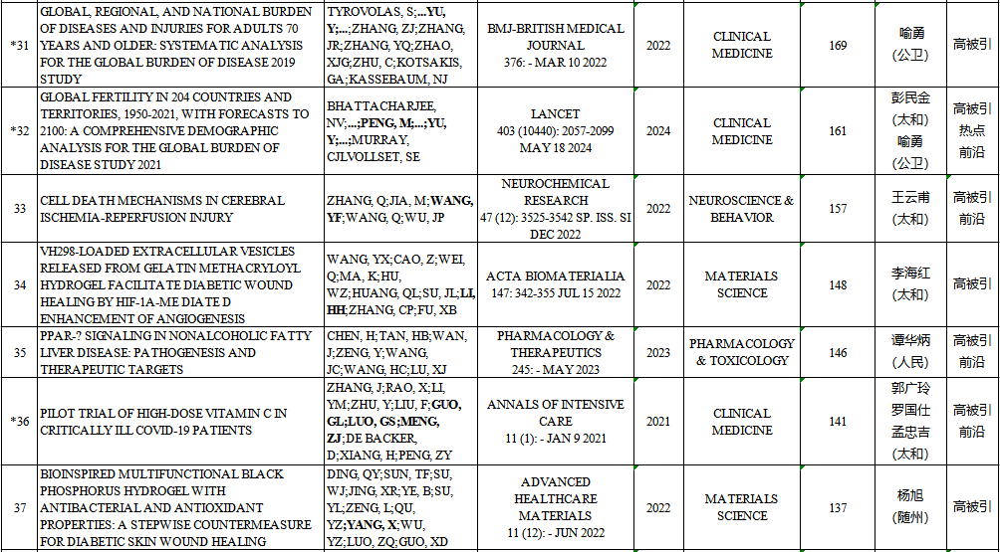 *31
GLOBAL, REGIONAL, AND NATIONAL BURDEN
OF DISEASES AND INJURIES FOR ADULTS 70
YEARS AND OLDER: SYSTEMATIC ANALYSIS
FOR THE GLOBAL BURDEN OF DISEASE 2019
STUDY
TYROVOLAS, S;...YU,
Y;...;ZHANG, ZJ;ZHANG,
JR;ZHANG, YQ;ZHAO,
XJG;ZHU, C;KOTSAKIS,
GA;KASSEBAUM, NJ
BMJ-BRITISH MEDICAL
JOURNAL
376: - MAR 10 2022
2022
CLINICAL
MEDICINE
169
喻勇
(公卫)
高被引
*32
GLOBAL FERTILITY IN 204 COUNTRIES AND
TERRITORIES, 1950-2021, WITH FORECASTS TO
2100: A COMPREHENSIVE DEMOGRAPHIC
ANALYSIS FOR THE GLOBAL BURDEN OF
DISEASE STUDY 2021
BHATTACHARJEE,
NV;...;PENG, M;...;YU,
Y;...;MURRAY,
CJLVOLLSET, SE
LANCET
403 (10440): 2057-2099
MAY 18 2024
2024
CLINICAL
MEDICINE
161
彭民金
(太和)
喻勇
(公卫)
高被引
热点
前沿
33
CELL DEATH MECHANISMS IN CEREBRAL
ISCHEMIA-REPERFUSION INJURY
ZHANG, Q;JIA, M;WANG,
YF;WANG, Q;WU, JP
NEUROCHEMICAL
RESEARCH
47 (12): 3525-3542 SP. ISS. SI
DEC 2022
2022
NEUROSCIENCE &
BEHAVIOR
157
王云甫
(太和)
高被引
前沿
34
VH298-LOADED EXTRACELLULAR VESICLES
RELEASED FROM GELATIN METHACRYLOYL
HYDROGEL FACILITATE DIABETIC WOUND
HEALING BY HIF-1A-ME DIATE D
ENHANCEMENT OF ANGIOGENESIS
WANG, YX;CAO, Z;WEI,
Q;MA, K;HU,
WZ;HUANG, QL;SU, JL;LI,
HH;ZHANG, CP;FU, XB
ACTA BIOMATERIALIA
147: 342-355 JUL 15 2022
2022
MATERIALS
SCIENCE
148
李海红
(太和)
高被引
35
PPAR-? SIGNALING IN NONALCOHOLIC FATTY
LIVER DISEASE: PATHOGENESIS AND
THERAPEUTIC TARGETS
CHEN, H;TAN, HB;WAN,
J;ZENG, Y;WANG,
JC;WANG, HC;LU, XJ
PHARMACOLOGY &
THERAPEUTICS
245: - MAY 2023
2023
PHARMACOLOGY
& TOXICOLOGY
146
谭华炳
(人民)
高被引
前沿
*36
PILOT TRIAL OF HIGH-DOSE VITAMIN C IN
CRITICALLY ILL COVID-19 PATIENTS
ZHANG, J;RAO, X;LI,
YM;ZHU, Y;LIU, F;GUO,
GL;LUO, GS;MENG,
ZJ;DE BACKER,
D;XIANG, H;PENG, ZY
ANNALS OF INTENSIVE
CARE
11 (1): - JAN 9 2021
2021
CLINICAL
MEDICINE
141
郭广玲
罗国仕
孟忠吉
(太和)
高被引
前沿
37
BIOINSPIRED MULTIFUNCTIONAL BLACK
PHOSPHORUS HYDROGEL WITH
ANTIBACTERIAL AND ANTIOXIDANT
PROPERTIES: A STEPWISE COUNTERMEASURE
FOR DIABETIC SKIN WOUND HEALING
DING, QY;SUN, TF;SU,
WJ;JING, XR;YE, B;SU,
YL;ZENG, L;QU,
YZ;YANG, X;WU,
YZ;LUO, ZQ;GUO, XD
ADVANCED
HEALTHCARE
MATERIALS
11 (12): - JUN 2022
2022
MATERIALS
SCIENCE
137
杨旭
(随州)
高被引